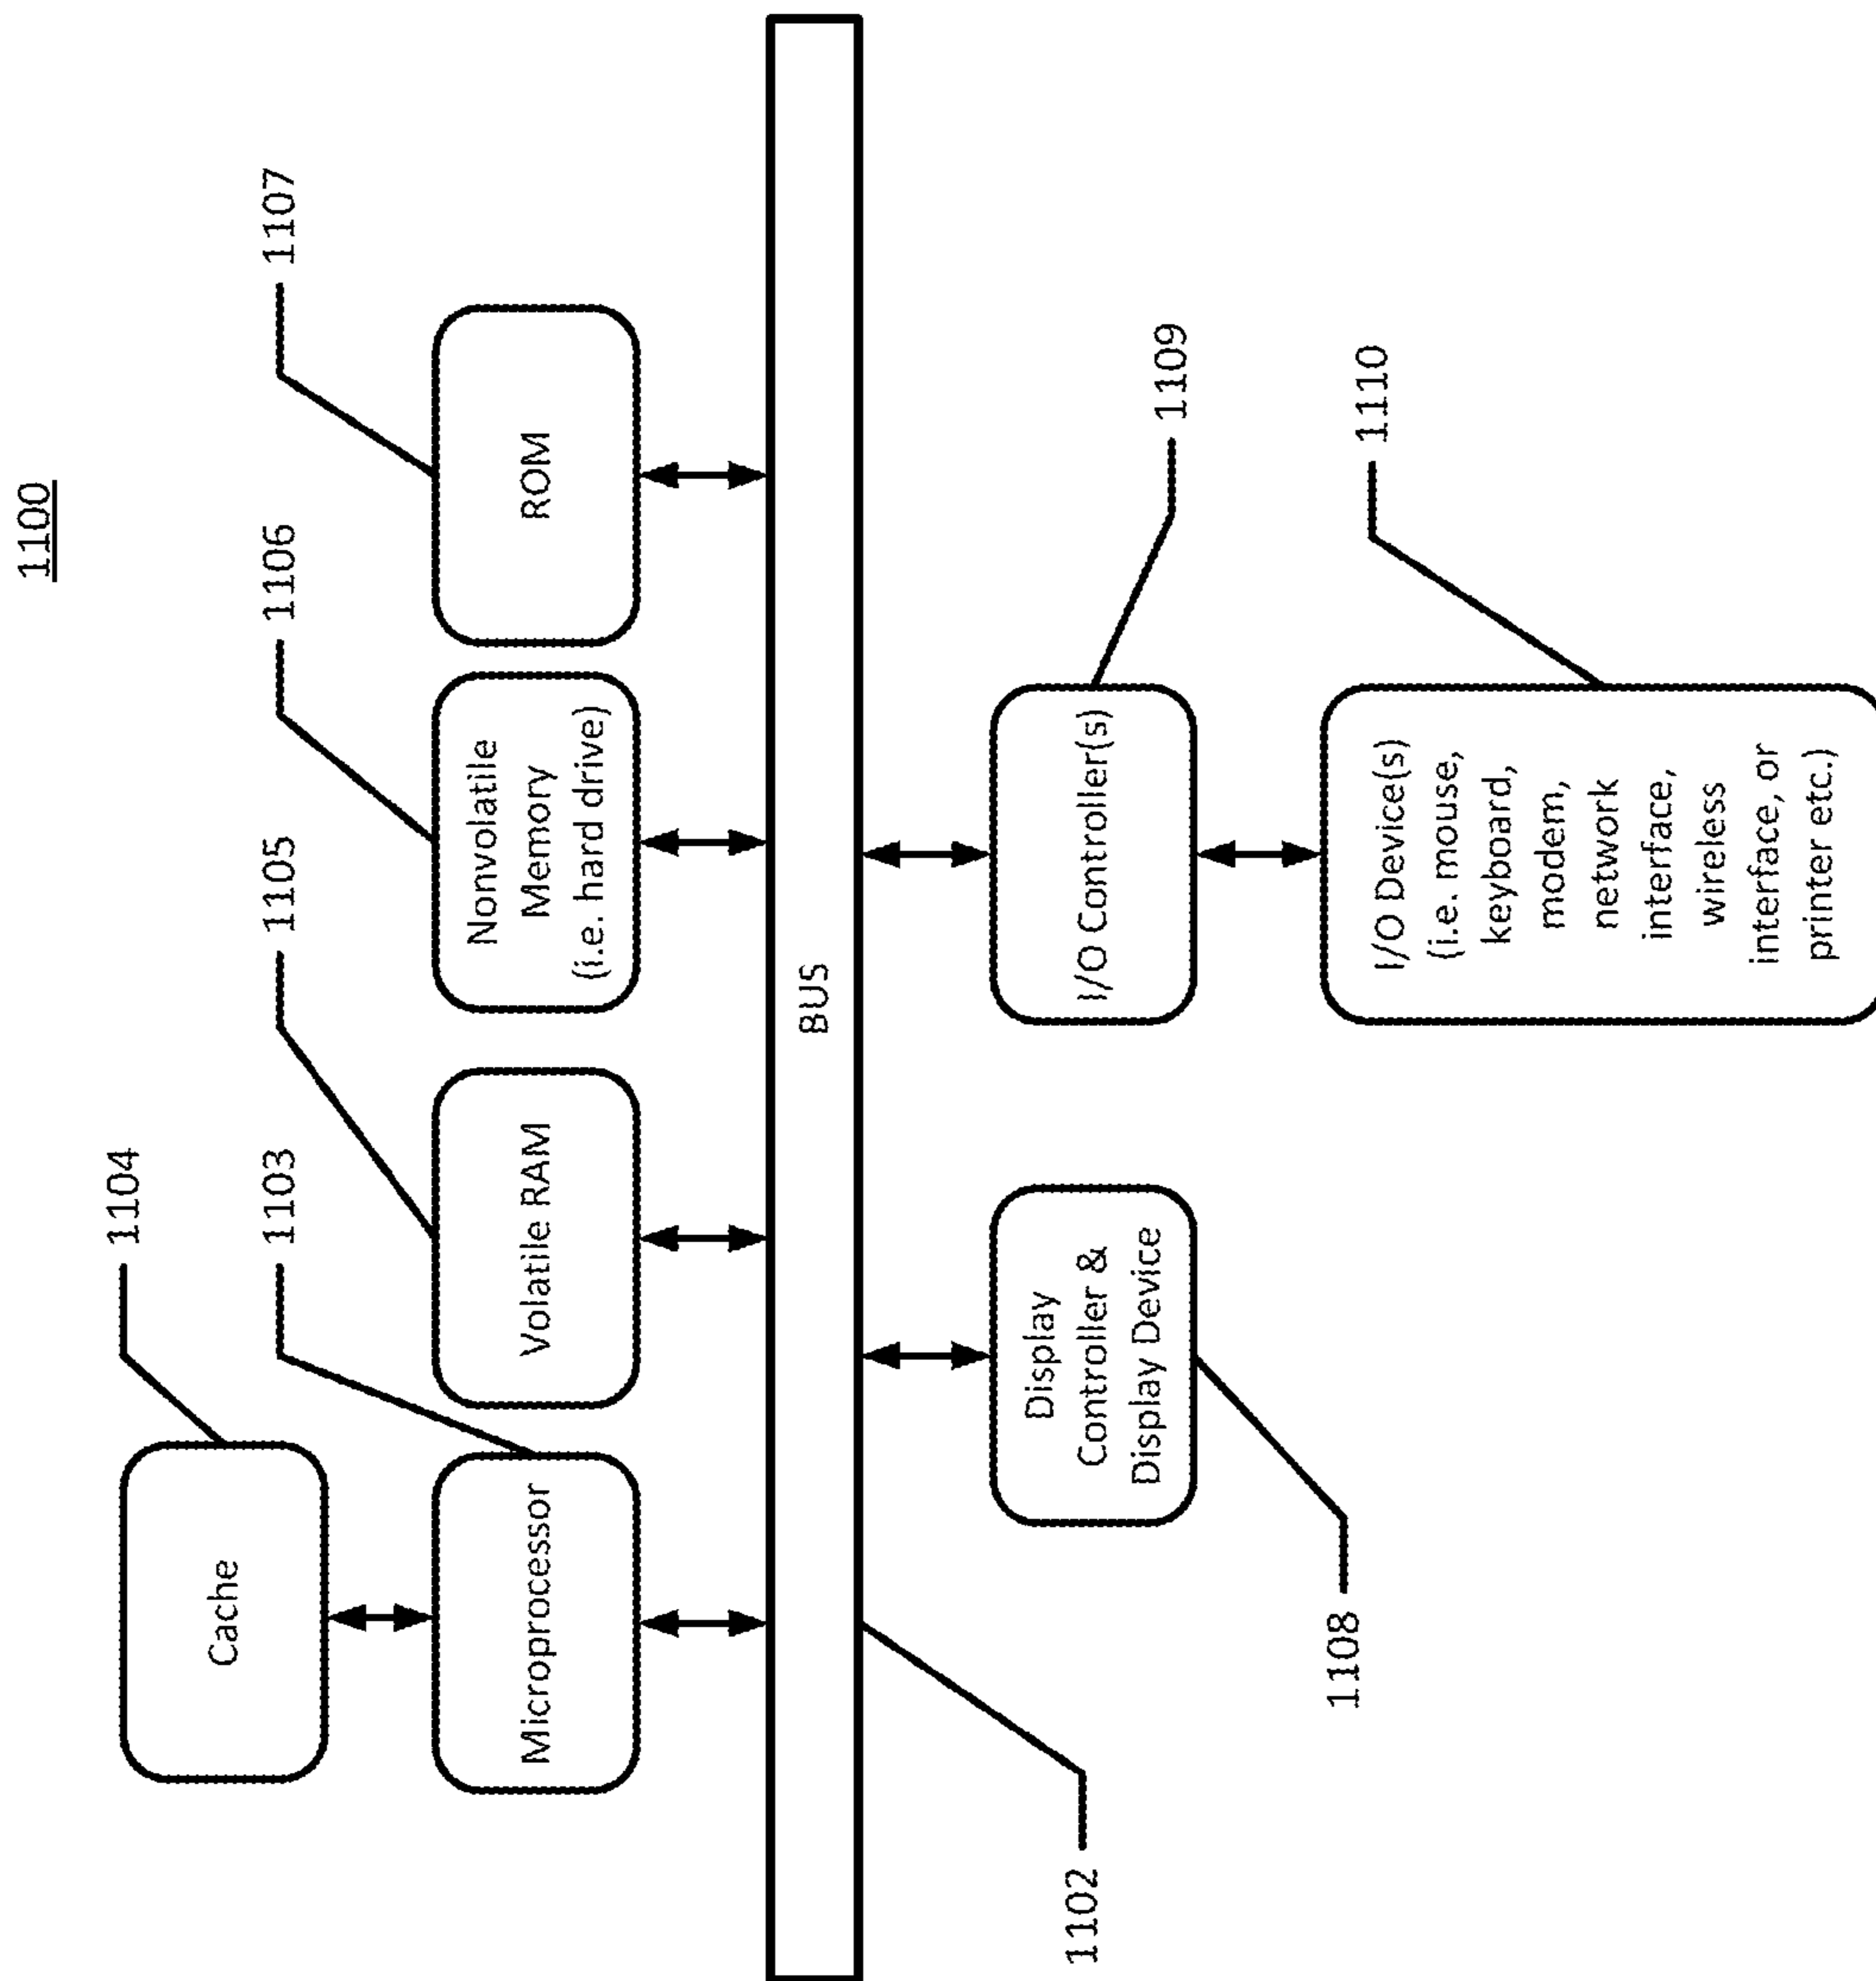 1100
1104
1103
1105
1106
1107
Cache
Microprocessor
Volatile RAM
Nonvolatile
Memory
(i.e. hard drive)
ROM
BUS
1102
Display
Controller &
Display Device
1108
I/O Controller(s)
1109
I/O Device(s)
(i.e. mouse,
keyboard,
modem,
network
interface,
wireless
interface, or
printer etc.)
1110